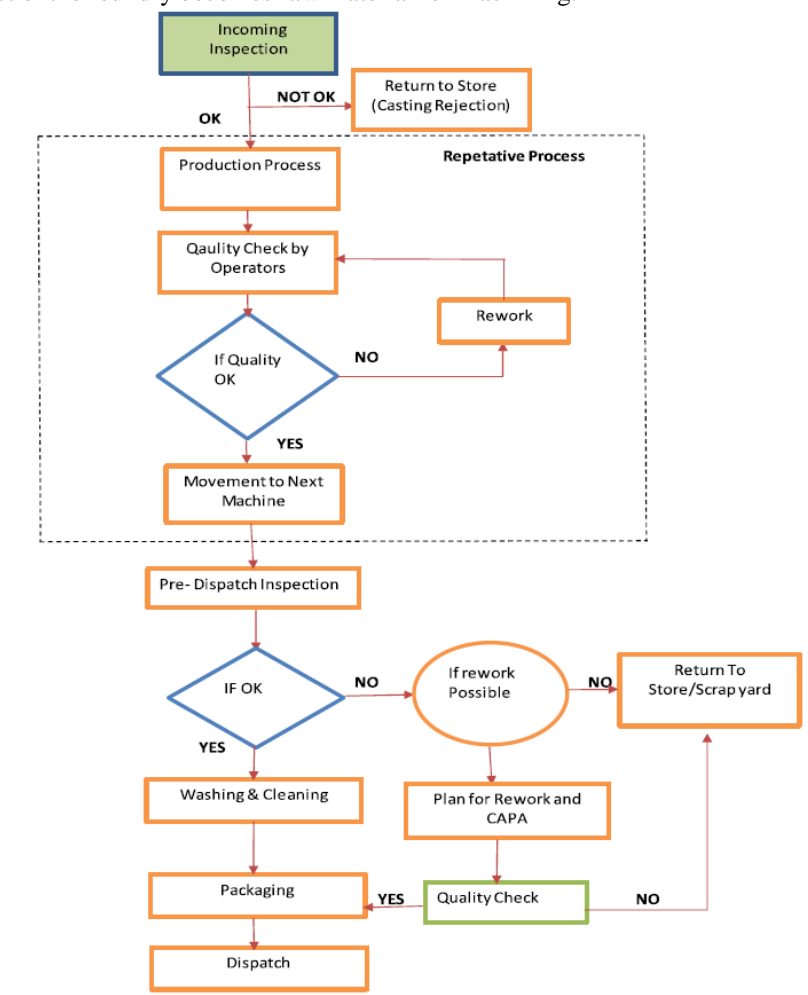 Incoming
Inspection
NOT OK
Return to Store
(Casting Rejection)
OK
Repetative Process
Production Process
Qaulity Check by
Operators
Rework
If Quality
OK
NO
YES
Movement to Next
Machine
Pre- Dispatch Inspection
IF OK
NO
If rework
Possible
NO
Return To
Store/Scrap yard
YES
Washing & Cleaning
Plan for Rework and
CAPA
Packaging
YES
Quality Check
NO
Dispatch